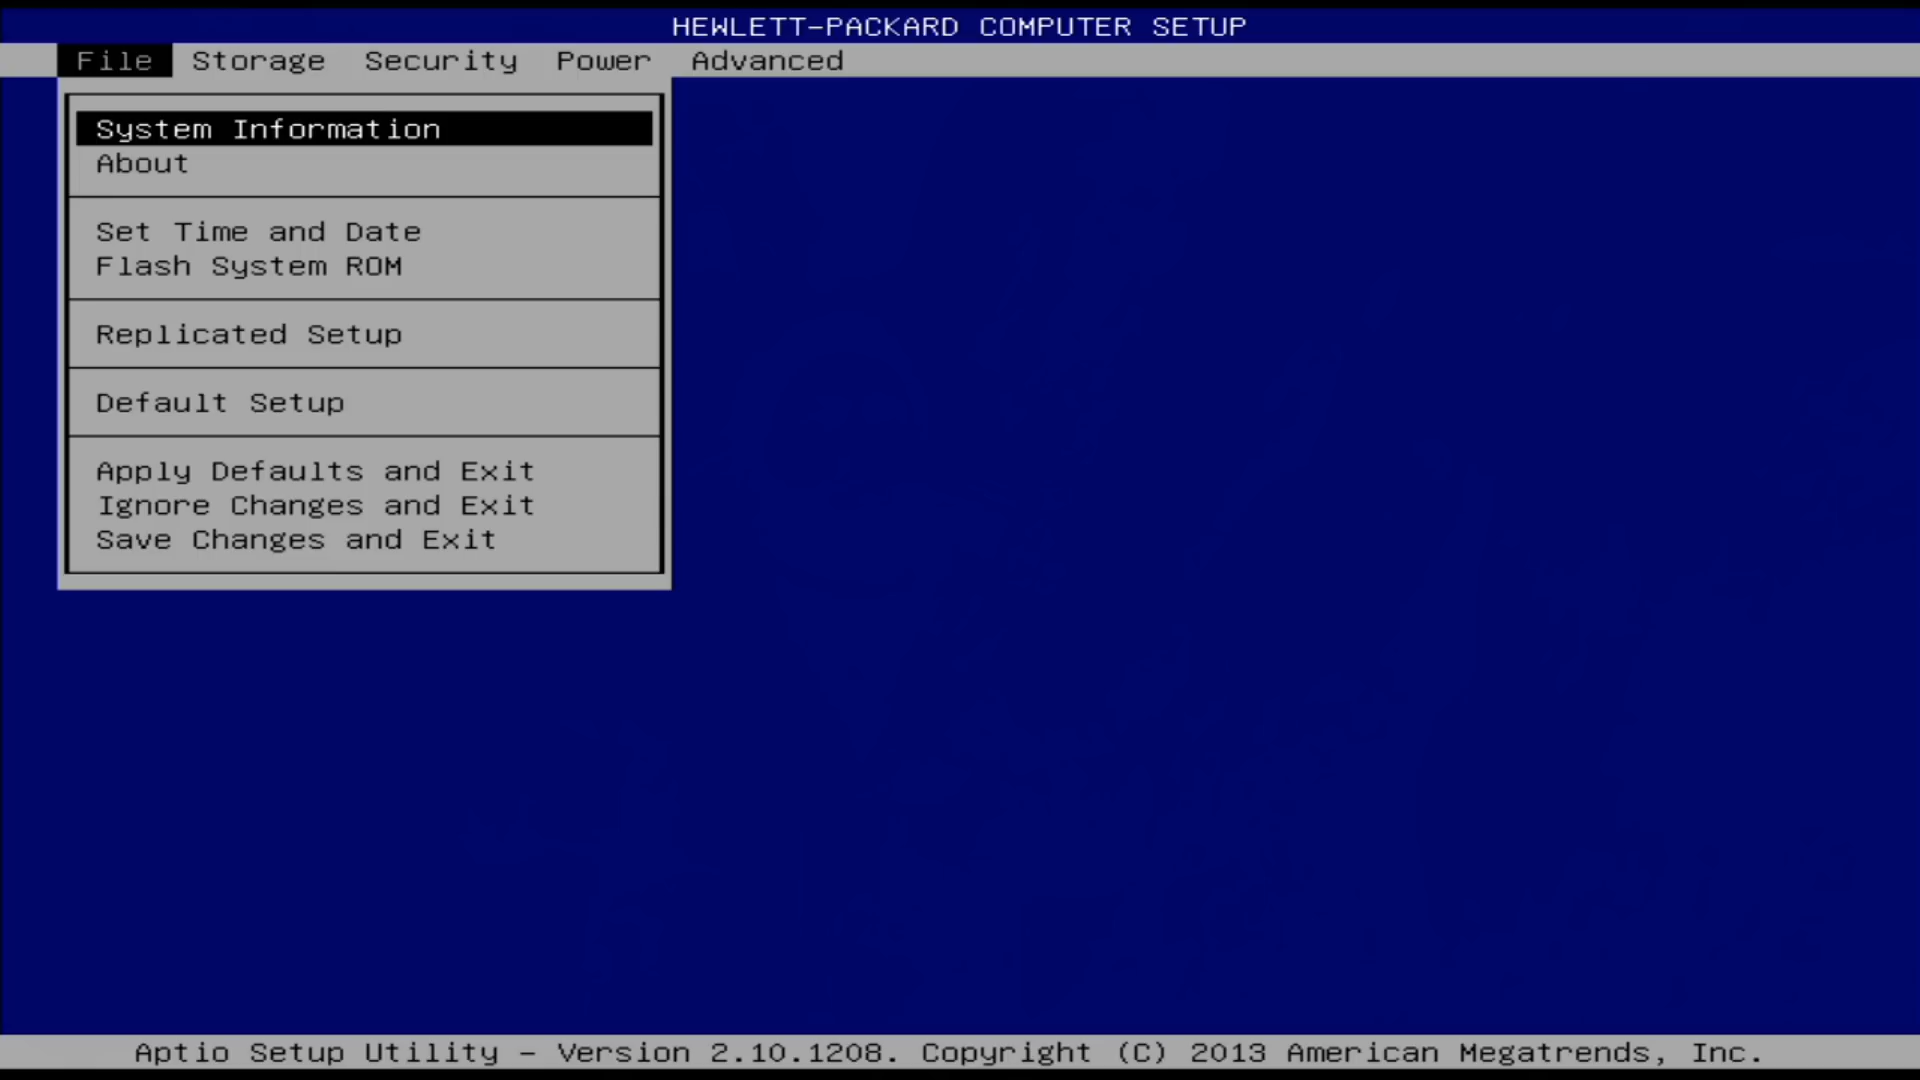 HEWLETT-PACKARD COMPUTER SETUP
File Storage Security Power Advanced
System Information
About
Set Time and Date
Flash System ROM
Replicated Setup
Default Setup
Apply Defaults and Exit
Ignore Changes and Exit
Save Changes and Exit
Aptio Setup Utility - Version 2.10.1208. Copyright (C) 2013 American Megatrends, Inc.